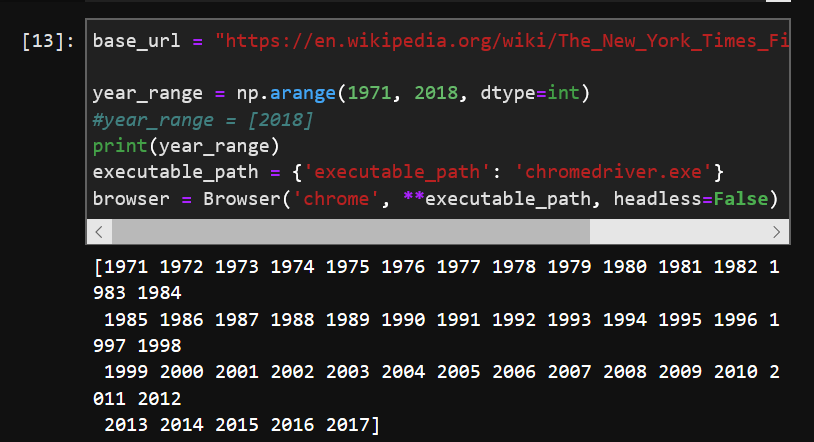 [13]: base_url = "https://en.wikipedia.org/wiki/The_New_York_Times_Fi
year_range = np.arange(1971, 2018, dtype=int)
#year_range = [2018]
print(year_range)
executable_path = {'executable_path': 'chromedriver.exe'}
browser = Browser('chrome', **executable_path, headless=False)
[1971 1972 1973 1974 1975 1976 1977 1978 1979 1980 1981 1982 1
983 1984
1985 1986 1987 1988 1989 1990 1991 1992 1993 1994 1995 1996 1
997 1998
1999 2000 2001 2002 2003 2004 2005 2006 2007 2008 2009 2010 2
011 2012
2013 2014 2015 2016 2017]